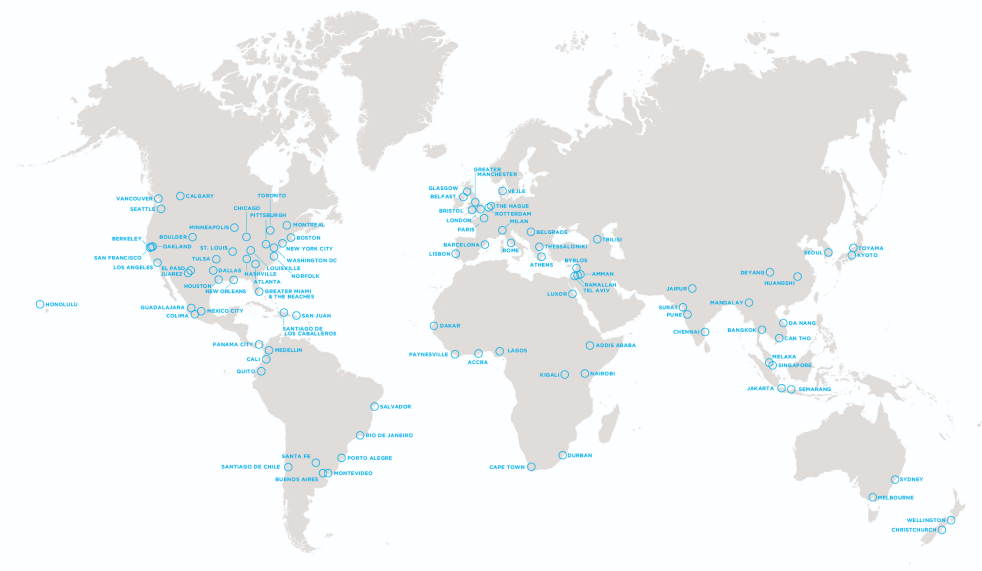 GREATER
MANCHESTER
GLASGOW
BELFAST
VEJLE
THE HAGUE
BRISTOL
ROTTERDAM
LONDON
MILAN
PARIS
BELGRADE
TBILISI
BARCELONA
ROME
THESSALONIKI
LISBON
ATHENS
BYBLOS
AMMAN
RAMALLAH
TEL AVIV
LUXOR
VANCOUVER
CALGARY
SEATTLE
TORONTO
CHICAGO
PITTSBURGH
MINNEAPOLIS
MONTREAL
BOULDER
BOSTON
BERKELEY
OAKLAND
ST. LOUIS
NEW YORK CITY
SAN FRANCISCO
TULSA
WASHINGTON DC
LOS ANGELES
EL PASO
DALLAS
LOUISVILLE
JUAREZ
NASHVILLE
NORFOLK
HOUSTON
ATLANTA
NEW ORLEANS
GREATER MIAMI
& THE BEACHES
HONOLULU
GUADALAJARA
MEXICO CITY
COLIMA
SAN JUAN
SANTIAGO DE
LOS CABALLEROS
PANAMA CITY
MEDELLIN
CALI
QUITO
SALVADOR
RIO DE JANEIRO
SANTA FE
PORTO ALEGRE
SANTIAGO DE CHILE
BUENOS AIRES
MONTEVIDEO
DAKAR
PAYNESVILLE
ACCRA
LAGOS
ADDIS ABABA
KIGALI
NAIROBI
DURBAN
CAPE TOWN
TOYAMA
SEOUL
KYOTO
DEYANG
HUANGSHI
JAIPUR
SURAT
PUNE
MANDALAY
CHENNAI
BANGKOK
DA NANG
CAN THO
MELAKA
SINGAPORE
JAKARTA
SEMARANG
SYDNEY
MELBOURNE
WELLINGTON
CHRISTCHURCH